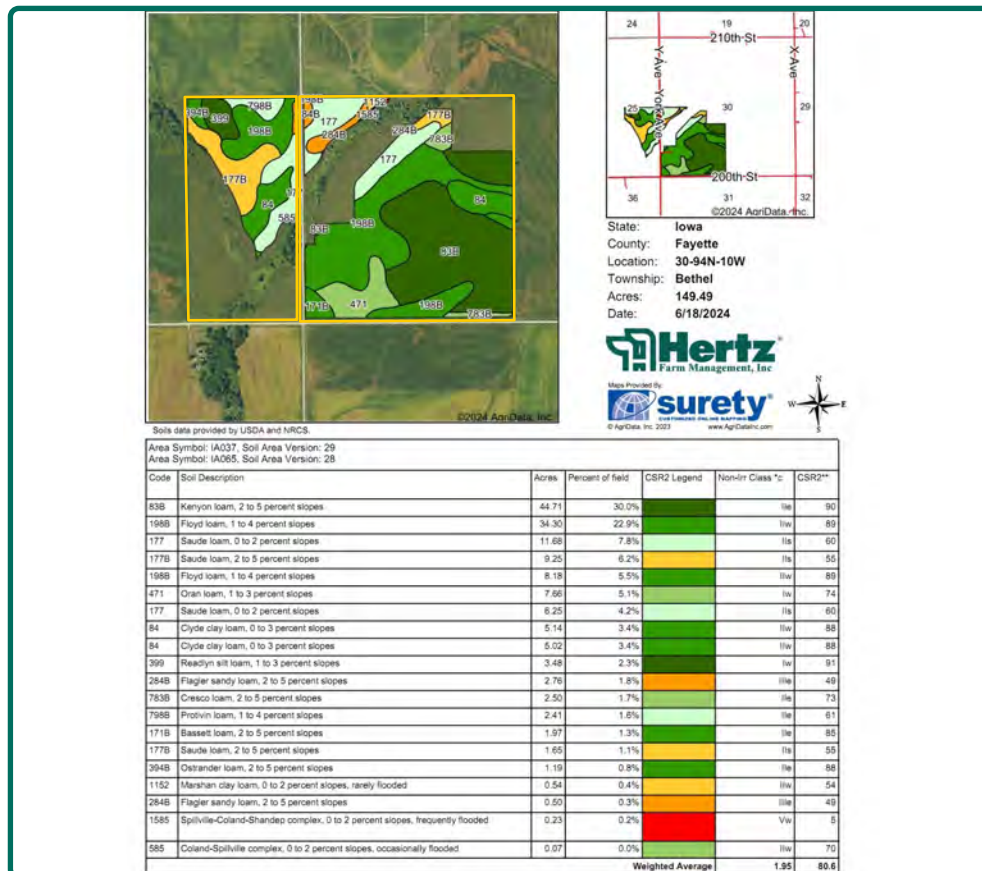 798B
198B
1152
394B
399
84B
177
1585
177B
198B
284B
284B
783B
177
477B
84
84
585
198B
83B
83B
171B
471
198B
783B
©2024 AgriData, Inc.
Soils data provided by USDA and NRCS.
24 19 20
210th-St
Y-Ave
York-Ave
X-Ave
25 30 29
200th-St
36 31 32
©2024 AgriData, Inc.
State: Iowa
County: Fayette
Location: 30-94N-10W
Township: Bethel
Acres: 149.49
Date: 6/18/2024
Hertz
Farm Management, Inc
Maps Provided By:
surety®
CUSTOMIZED ONLINE MAPPING
© AgriData, Inc. 2023 www.AgriDataInc.com
N
W E
S
Area Symbol: IA037, Soil Area Version: 29
Area Symbol: IA065, Soil Area Version: 28
Code Soil Description Acres Percent of field CSR2 Legend Non-Irr Class *c CSR2**
83B Kenyon loam, 2 to 5 percent slopes 44.71 30.0% IIe 90
198B Floyd loam, 1 to 4 percent slopes 34.30 22.9% IIw 89
177 Saude loam, 0 to 2 percent slopes 11.68 7.8% IIs 60
177B Saude loam, 2 to 5 percent slopes 9.25 6.2% IIs 55
198B Floyd loam, 1 to 4 percent slopes 8.18 5.5% IIw 89
471 Oran loam, 1 to 3 percent slopes 7.66 5.1% Iw 74
177 Saude loam, 0 to 2 percent slopes 6.25 4.2% IIs 60
84 Clyde clay loam, 0 to 3 percent slopes 5.14 3.4% IIw 88
84 Clyde clay loam, 0 to 3 percent slopes 5.02 3.4% IIw 88
399 Readlyn silt loam, 1 to 3 percent slopes 3.48 2.3% Iw 91
284B Flagler sandy loam, 2 to 5 percent slopes 2.76 1.8% IIIe 49
783B Cresco loam, 2 to 5 percent slopes 2.50 1.7% IIe 73
798B Protivin loam, 1 to 4 percent slopes 2.41 1.6% IIe 61
171B Bassett loam, 2 to 5 percent slopes 1.97 1.3% IIe 85
177B Saude loam, 2 to 5 percent slopes 1.65 1.1% IIs 55
394B Ostrander loam, 2 to 5 percent slopes 1.19 0.8% IIe 88
1152 Marshan clay loam, 0 to 2 percent slopes, rarely flooded 0.54 0.4% IIw 54
284B Flagler sandy loam, 2 to 5 percent slopes 0.50 0.3% IIIe 49
1585 Spillville-Coland-Shandep complex, 0 to 2 percent slopes, frequently flooded 0.23 0.2% Vw 5
585 Coland-Spillville complex, 0 to 2 percent slopes, occasionally flooded 0.07 0.0% IIw 70
Weighted Average 1.95 80.6